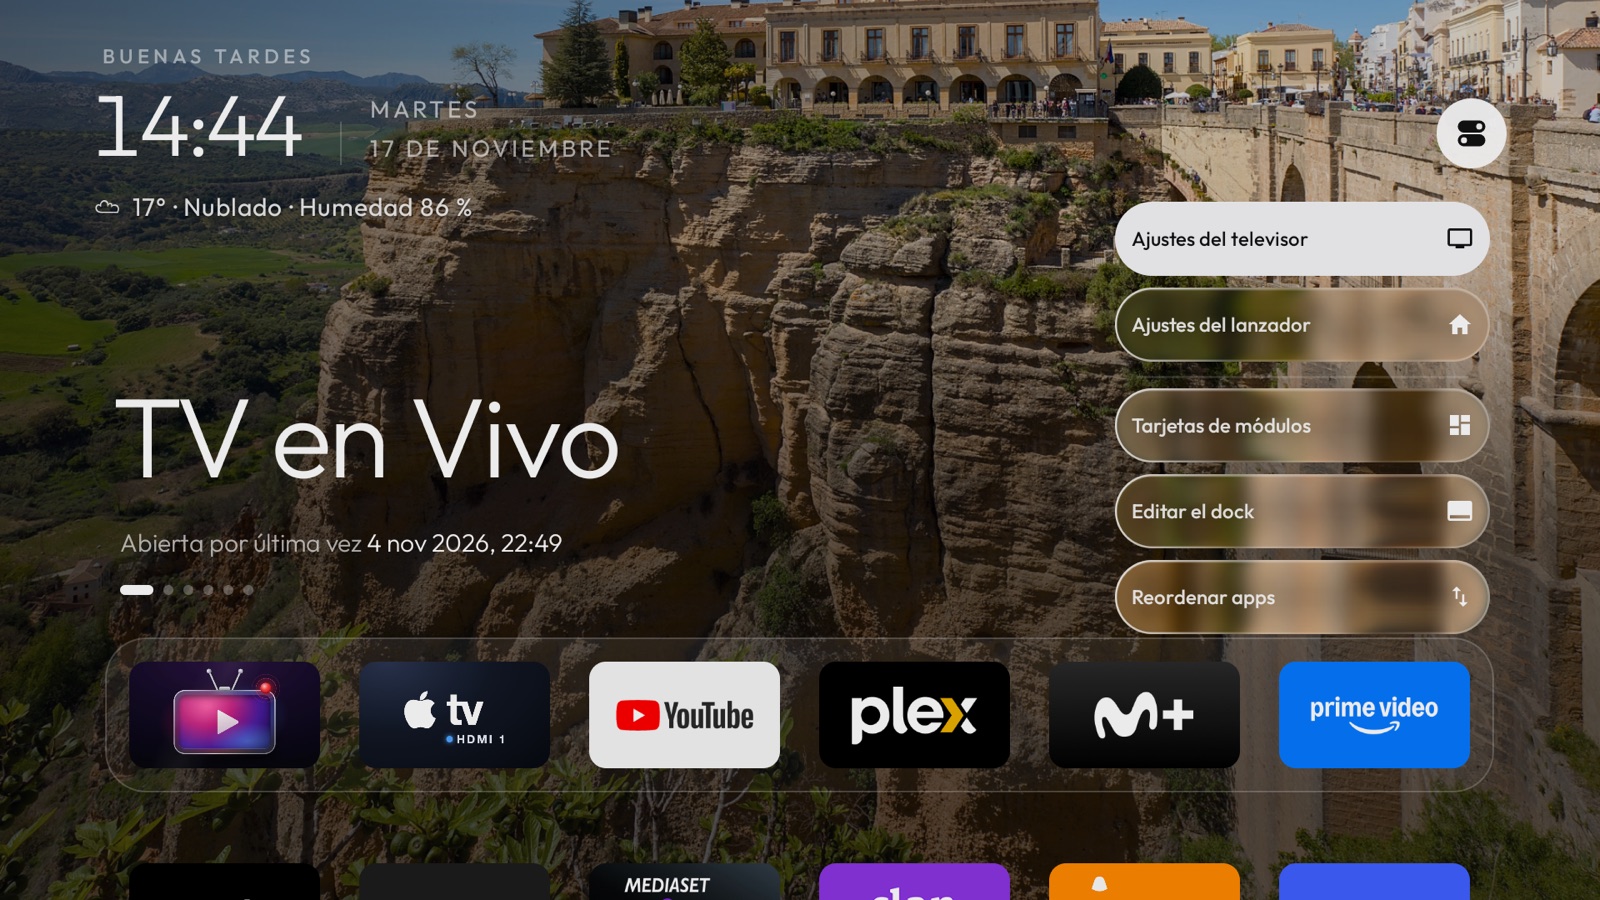 BUENAS TARDES
14:44
MARTES
17 DE NOVIEMBRE
17° · Nublado · Humedad 86 %
Ajustes del televisor
Ajustes del lanzador
Tarjetas de módulos
Editar el dock
Reordenar apps
TV en Vivo
Abierta por última vez 4 nov 2026, 22:49
tv
HDMI 1
YouTube
plex
M+
prime video
MEDIASET